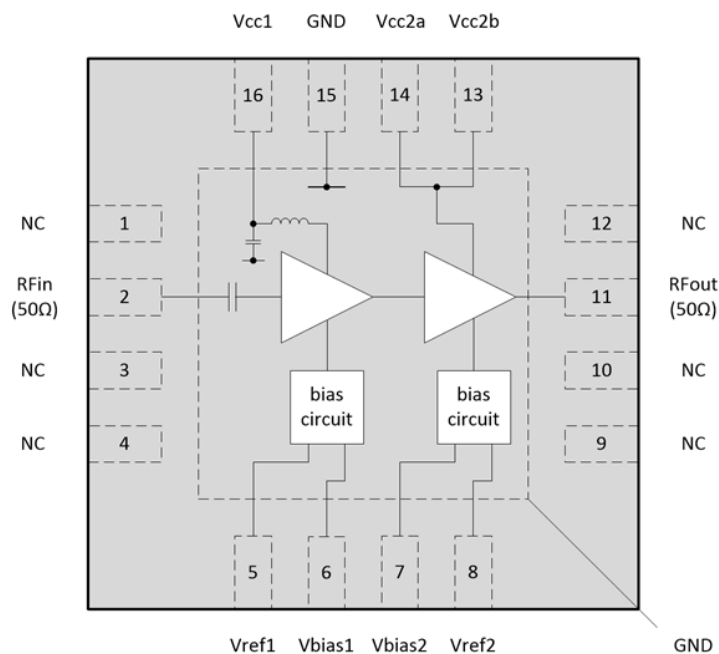 Vcc1 GND Vcc2a Vcc2b
16 15 14 13
NC 1 12 NC
RFin 2 11 RFout
(50Ω) (50Ω)
NC 3 10 NC
bias bias
circuit circuit
NC 4 9 NC
5 6 7 8
Vref1 Vbias1 Vbias2 Vref2 GND